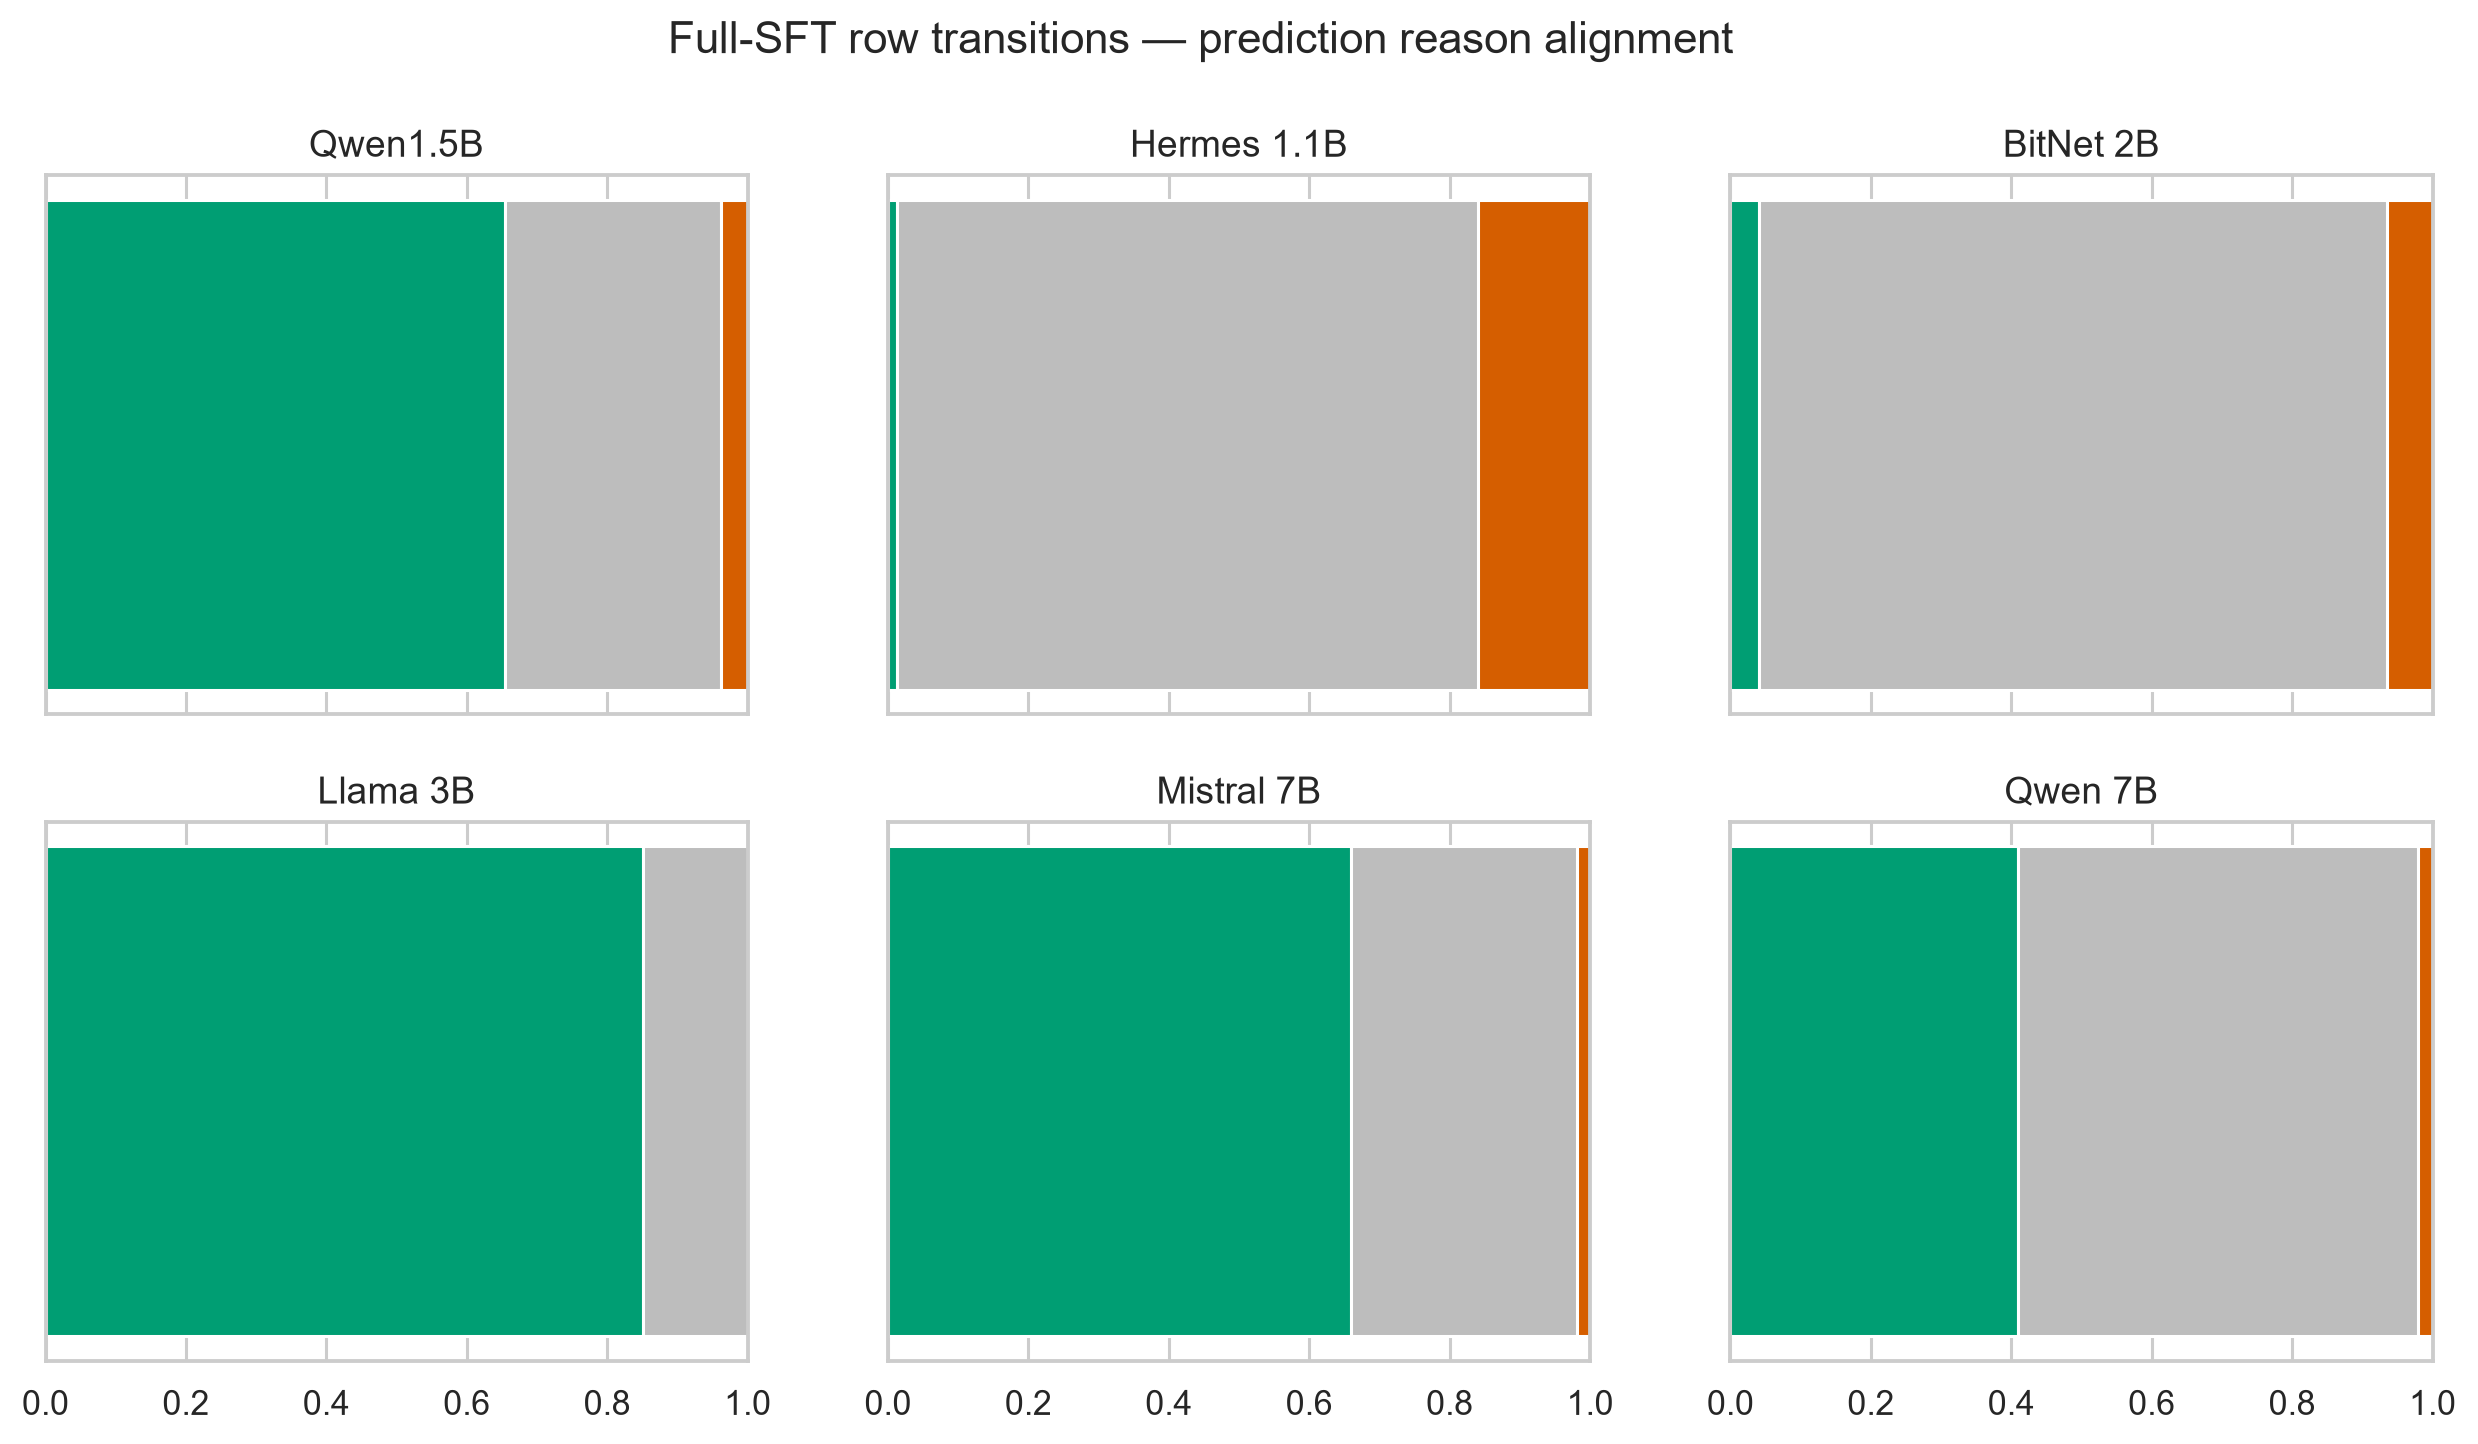 Full-SFT row transitions — prediction reason alignment
Qwen1.5B
Hermes 1.1B
BitNet 2B
Llama 3B
Mistral 7B
Qwen 7B
0.0 0.2 0.4 0.6 0.8 1.0
0.0 0.2 0.4 0.6 0.8 1.0
0.0 0.2 0.4 0.6 0.8 1.0